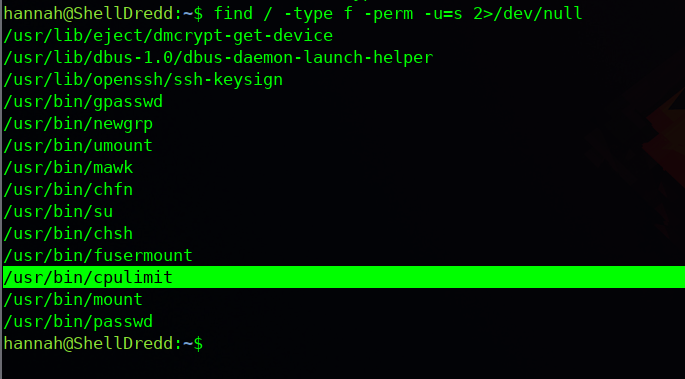 hannah@ShellDredd:~$ find / -type f -perm -u=s 2>/dev/null
/usr/lib/eject/dmcrypt-get-device
/usr/lib/dbus-1.0/dbus-daemon-launch-helper
/usr/lib/openssh/ssh-keysign
/usr/bin/gpasswd
/usr/bin/newgrp
/usr/bin/umount
/usr/bin/mawk
/usr/bin/chfn
/usr/bin/su
/usr/bin/chsh
/usr/bin/fusermount
/usr/bin/cpulimit
/usr/bin/mount
/usr/bin/passwd
hannah@ShellDredd:~$